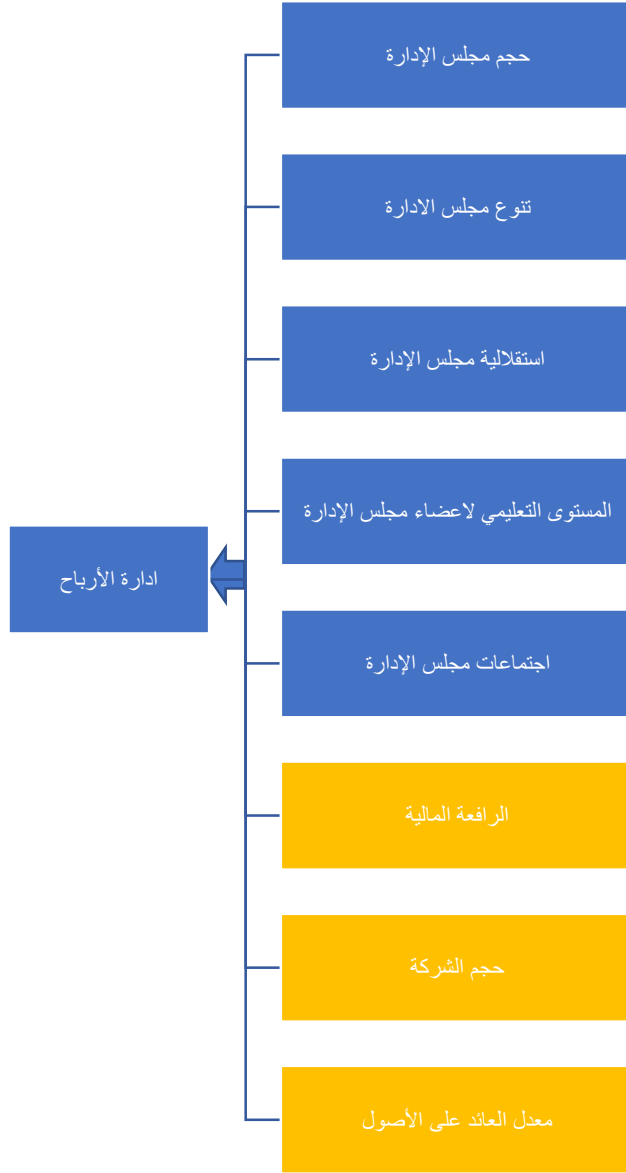 حجم مجلس الإدارة
تنوع مجلس الادارة
استقلالية مجلس الإدارة
المستوى التعليمي لاعضاء مجلس الإدارة
ادارة الأرباح
اجتماعات مجلس الإدارة
الرافعة المالية
حجم الشركة
معدل العائد على الأصول